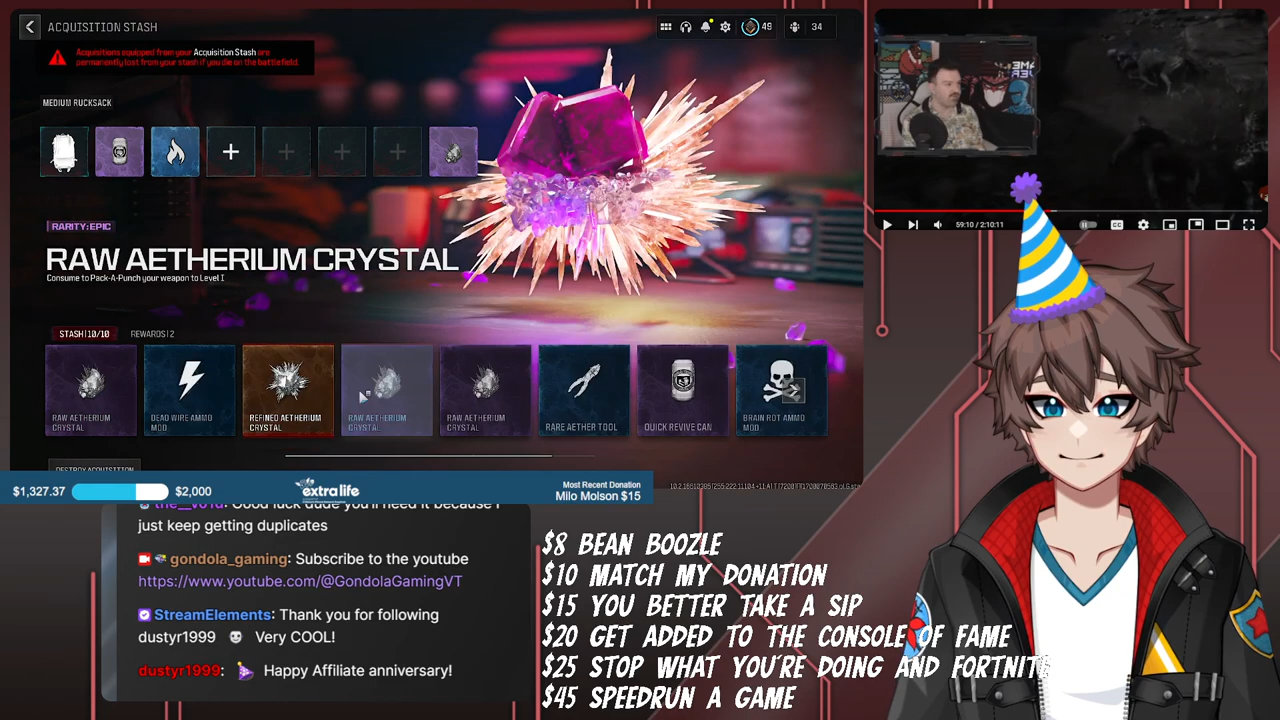 ACQUISITION STASH
49
34
Acquisitions equipped from your Acquisition Stash are
permanently lost from your stash if you die on the battlefield.
MEDIUM RUCKSACK
RARITY: EPIC
RAW AETHERIUM CRYSTAL
Consume to Pack-A-Punch your weapon to Level I
STASH | 10/10
REWARDS | 2
RAW AETHERIUM
CRYSTAL
DEAD WIRE AMMO
MOD
REFINED AETHERIUM
CRYSTAL
RAW AETHERIUM
CRYSTAL
RAW AETHERIUM
CRYSTAL
RARE AETHER TOOL
QUICK REVIVE CAN
BRAIN ROT AMMO
MOD
DESTROY ACQUISITION
59:10 / 2:10:11
$1,327.37
$2,000
extralife
Most Recent Donation
Milo Molson $15
the__v01d: Good luck dude you'll need it because I
just keep getting duplicates
gondola_gaming: Subscribe to the youtube
https://www.youtube.com/@GondolaGamingVT
StreamElements: Thank you for following
dustyr1999 Very COOL!
dustyr1999: Happy Affiliate anniversary!
$8 BEAN BOOZLE
$10 MATCH MY DONATION
$15 YOU BETTER TAKE A SIP
$20 GET ADDED TO THE CONSOLE OF FAME
$25 STOP WHAT YOU'RE DOING AND FORTNITE
$45 SPEEDRUN A GAME